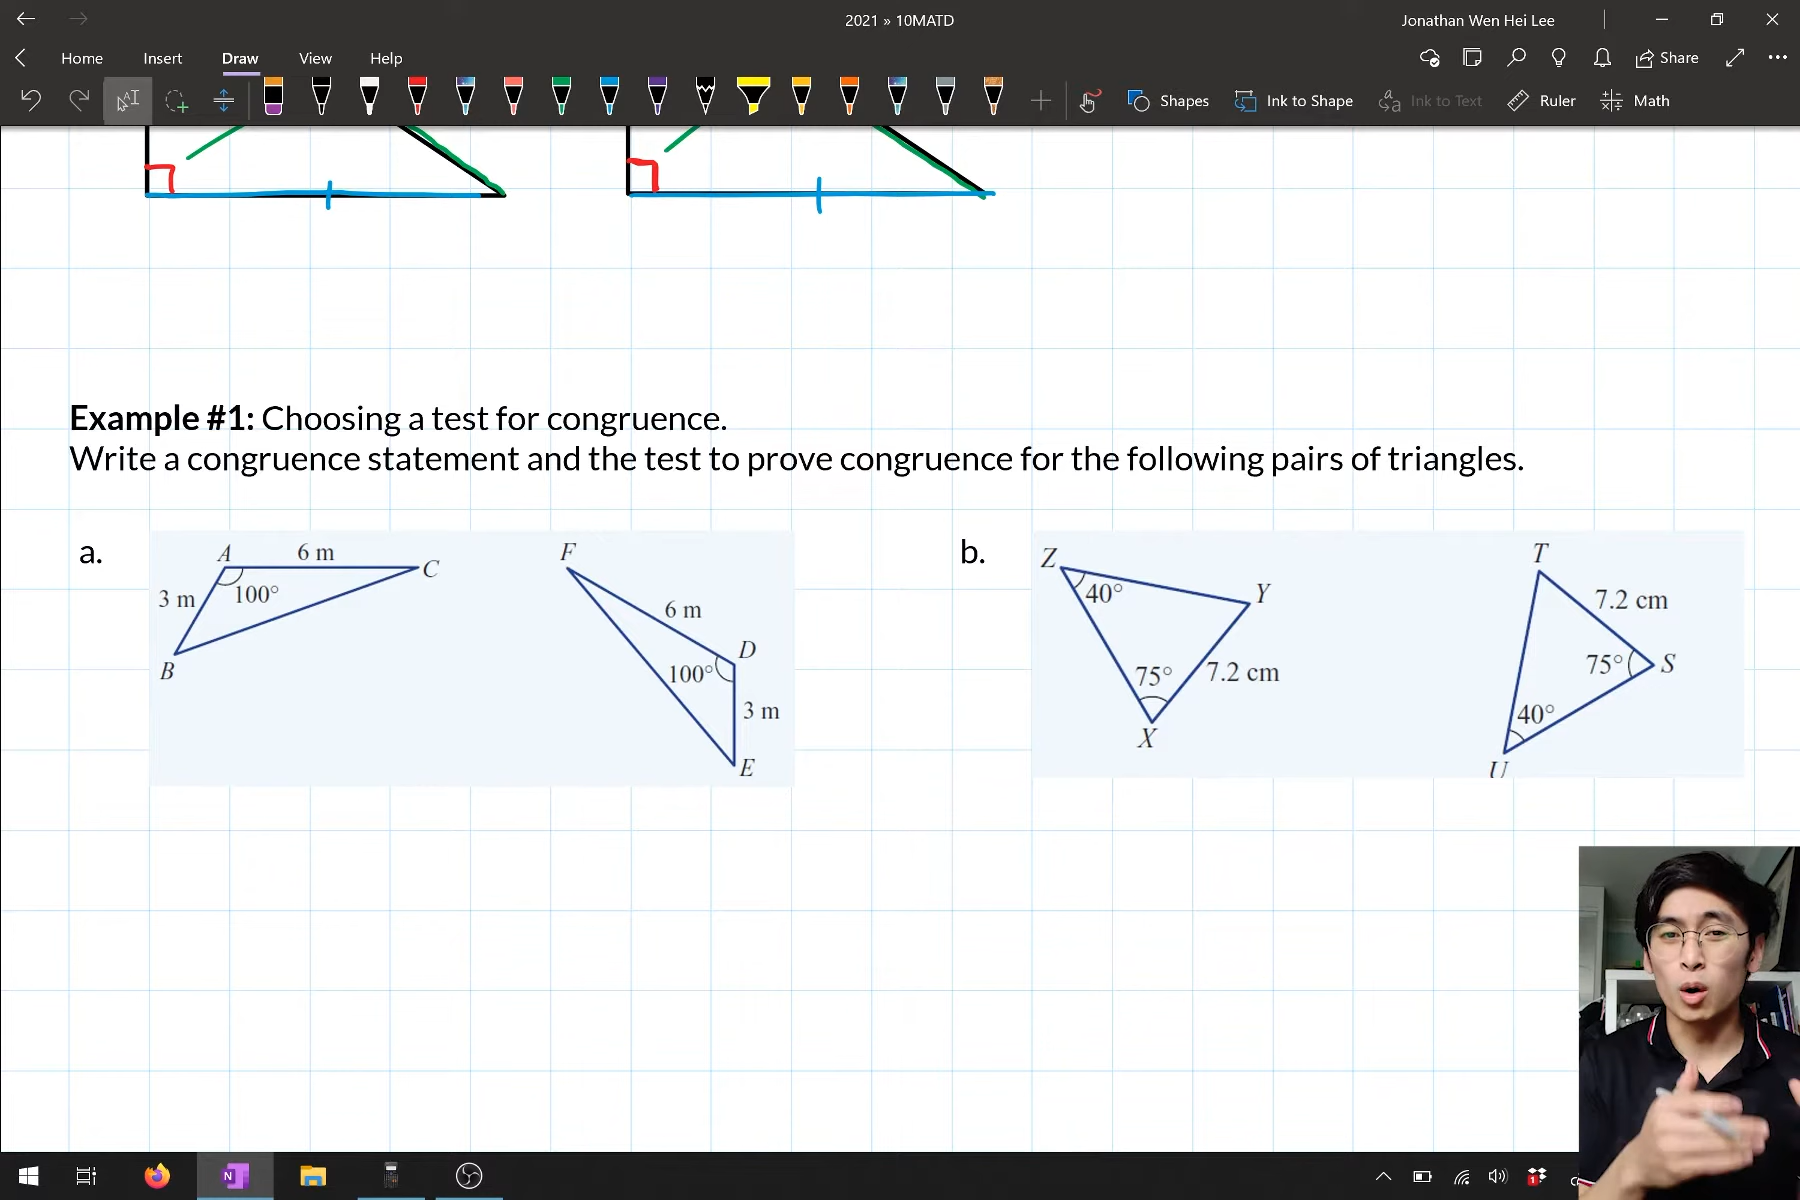 2021 » 10MATD
Jonathan Wen Hei Lee
Home Insert Draw View Help
Share
Shapes Ink to Shape Ink to Text Ruler Math
Example #1: Choosing a test for congruence.
Write a congruence statement and the test to prove congruence for the following pairs of triangles.
a.
A 6 m C
3 m 100°
B
F
6 m
D
100°
3 m
E
b.
Z
40°
Y
75° 7.2 cm
X
T
7.2 cm
75° S
40°
U
N
1